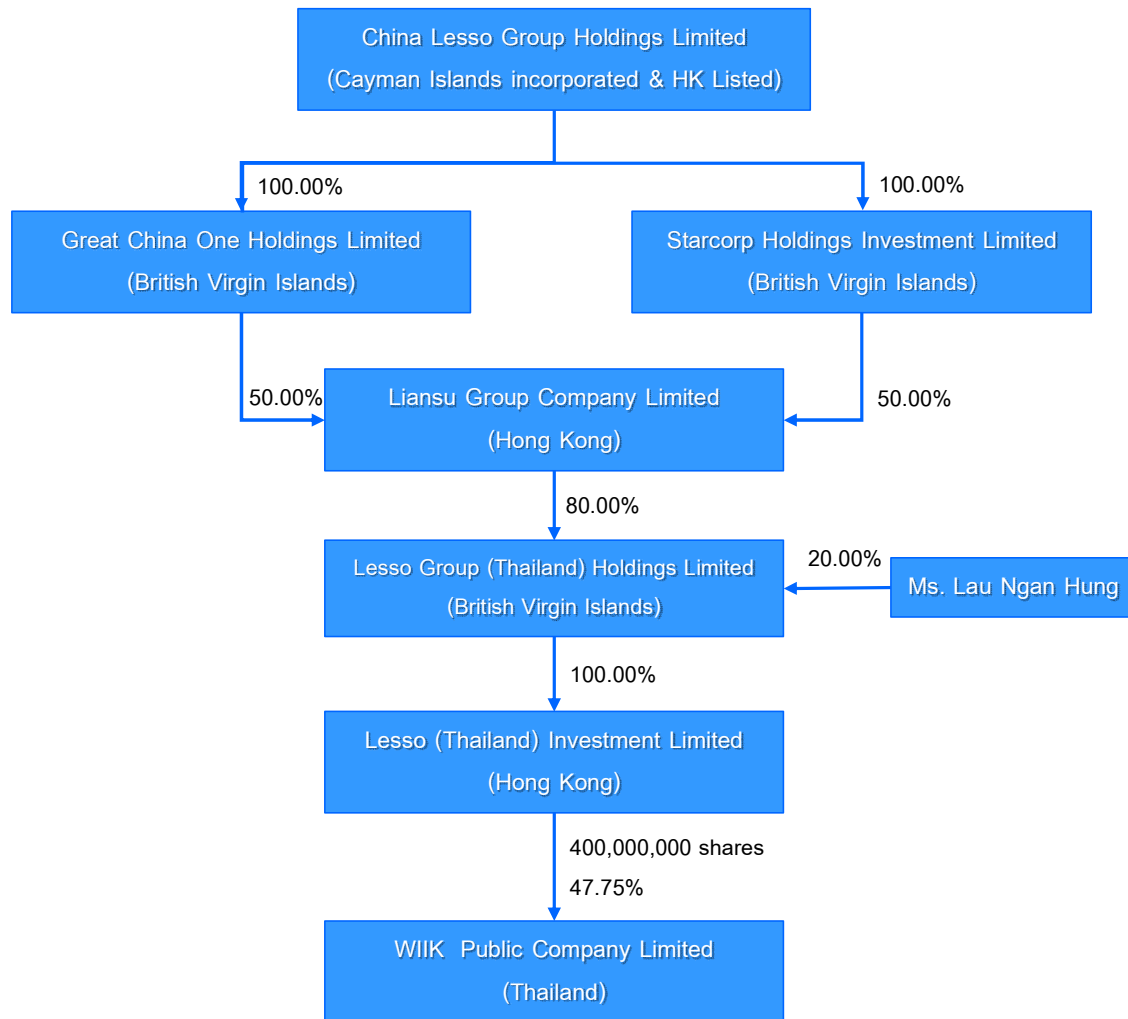 China Lesso Group Holdings Limited
(Cayman Islands incorporated & HK Listed)
100.00%
100.00%
Great China One Holdings Limited
(British Virgin Islands)
Starcorp Holdings Investment Limited
(British Virgin Islands)
50.00%
Liansu Group Company Limited
(Hong Kong)
50.00%
80.00%
Lesso Group (Thailand) Holdings Limited
(British Virgin Islands)
20.00%
Ms. Lau Ngan Hung
100.00%
Lesso (Thailand) Investment Limited
(Hong Kong)
400,000,000 shares
47.75%
WIIK Public Company Limited
(Thailand)